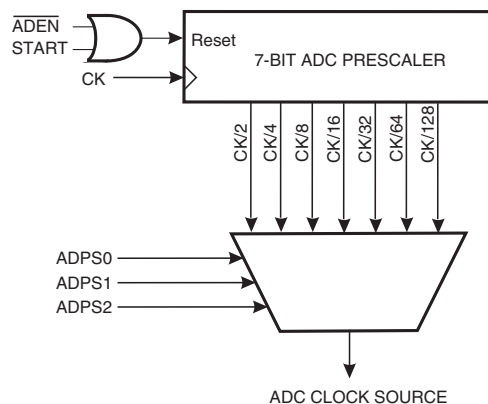 ADEN
START
Reset
7-BIT ADC PRESCALER
CK
CK/2
CK/4
CK/8
CK/16
CK/32
CK/64
CK/128
ADPS0
ADPS1
ADPS2
ADC CLOCK SOURCE